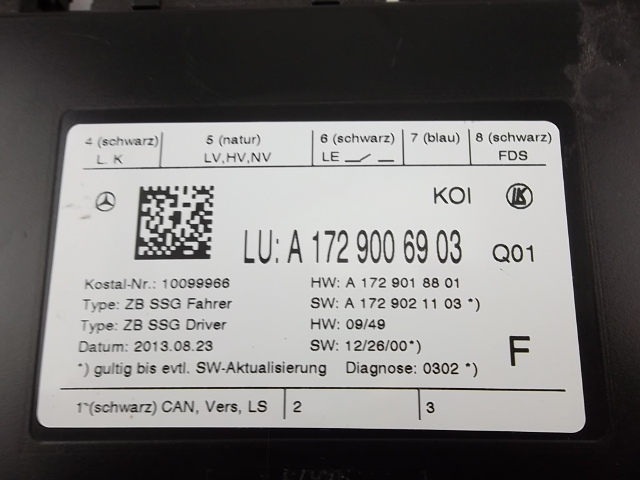 4 (schwarz) 5 (natur) 6 (schwarz) 7 (blau) 8 (schwarz)
L. K LV,HV,NV LE FDS
KOI
LU: A 172 900 69 03 Q01
Kostal-Nr.: 10099966 HW: A 172 901 88 01
Type: ZB SSG Fahrer SW: A 172 902 11 03 *)
Type: ZB SSG Driver HW: 09/49
Datum: 2013.08.23 SW: 12/26/00*) F
*) gultig bis evtl. SW-Aktualisierung Diagnose: 0302 *)
1 (schwarz) CAN, Vers, LS 2 3